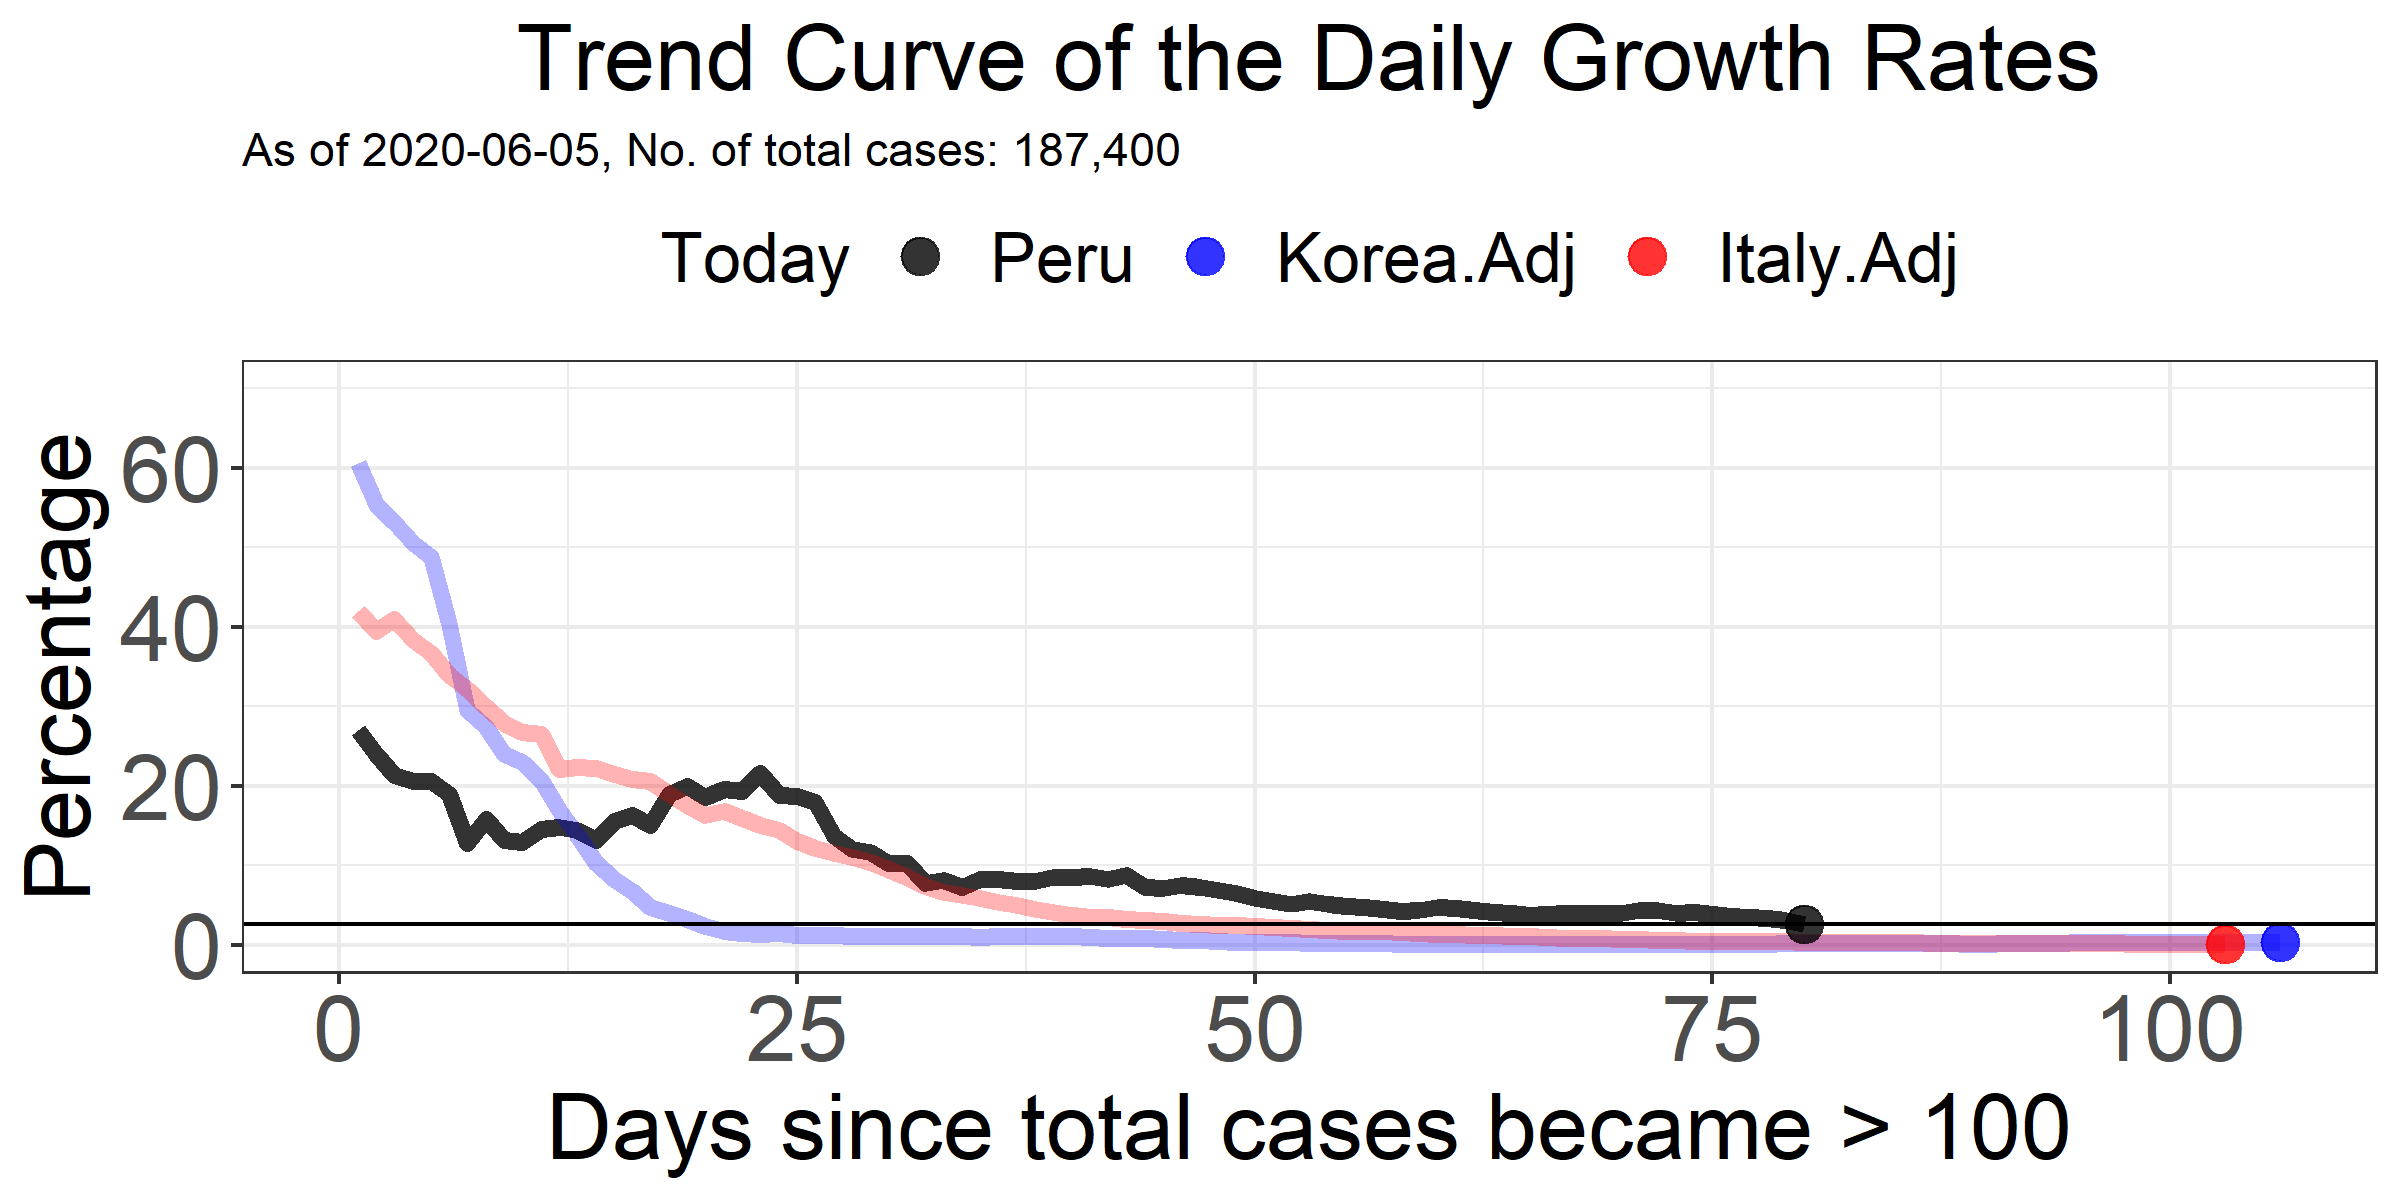 Trend Curve of the Daily Growth Rates
As of 2020-06-05, No. of total cases: 187,400
Today Peru Korea.Adj Italy.Adj
Percentage
60
40
20
0
0 25 50 75 100
Days since total cases became > 100